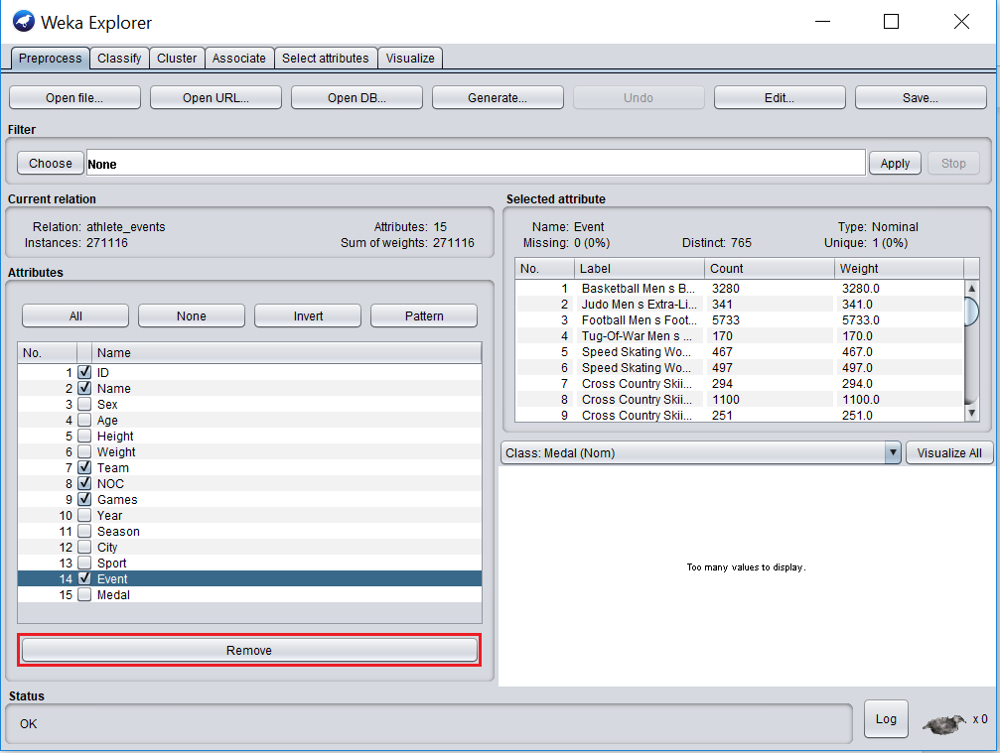 Weka Explorer
Preprocess Classify Cluster Associate Select attributes Visualize
Open file... Open URL... Open DB... Generate... Undo Edit... Save...
Filter
Choose None Apply Stop
Current relation
Relation: athlete_events Attributes: 15
Instances: 271116 Sum of weights: 271116
Attributes
All None Invert Pattern
No. Name
1 ID
2 Name
3 Sex
4 Age
5 Height
6 Weight
7 Team
8 NOC
9 Games
10 Year
11 Season
12 City
13 Sport
14 Event
15 Medal
Remove
Selected attribute
Name: Event Type: Nominal
Missing: 0 (0%) Distinct: 765 Unique: 1 (0%)
No. Label Count Weight
1 Basketball Men s B... 3280 3280.0
2 Judo Men s Extra-Li... 341 341.0
3 Football Men s Foot... 5733 5733.0
4 Tug-Of-War Men s ... 170 170.0
5 Speed Skating Wo... 467 467.0
6 Speed Skating Wo... 497 497.0
7 Cross Country Skii... 294 294.0
8 Cross Country Skii... 1100 1100.0
9 Cross Country Skii... 251 251.0
Class: Medal (Nom) Visualize All
Too many values to display.
Status
OK
Log x 0